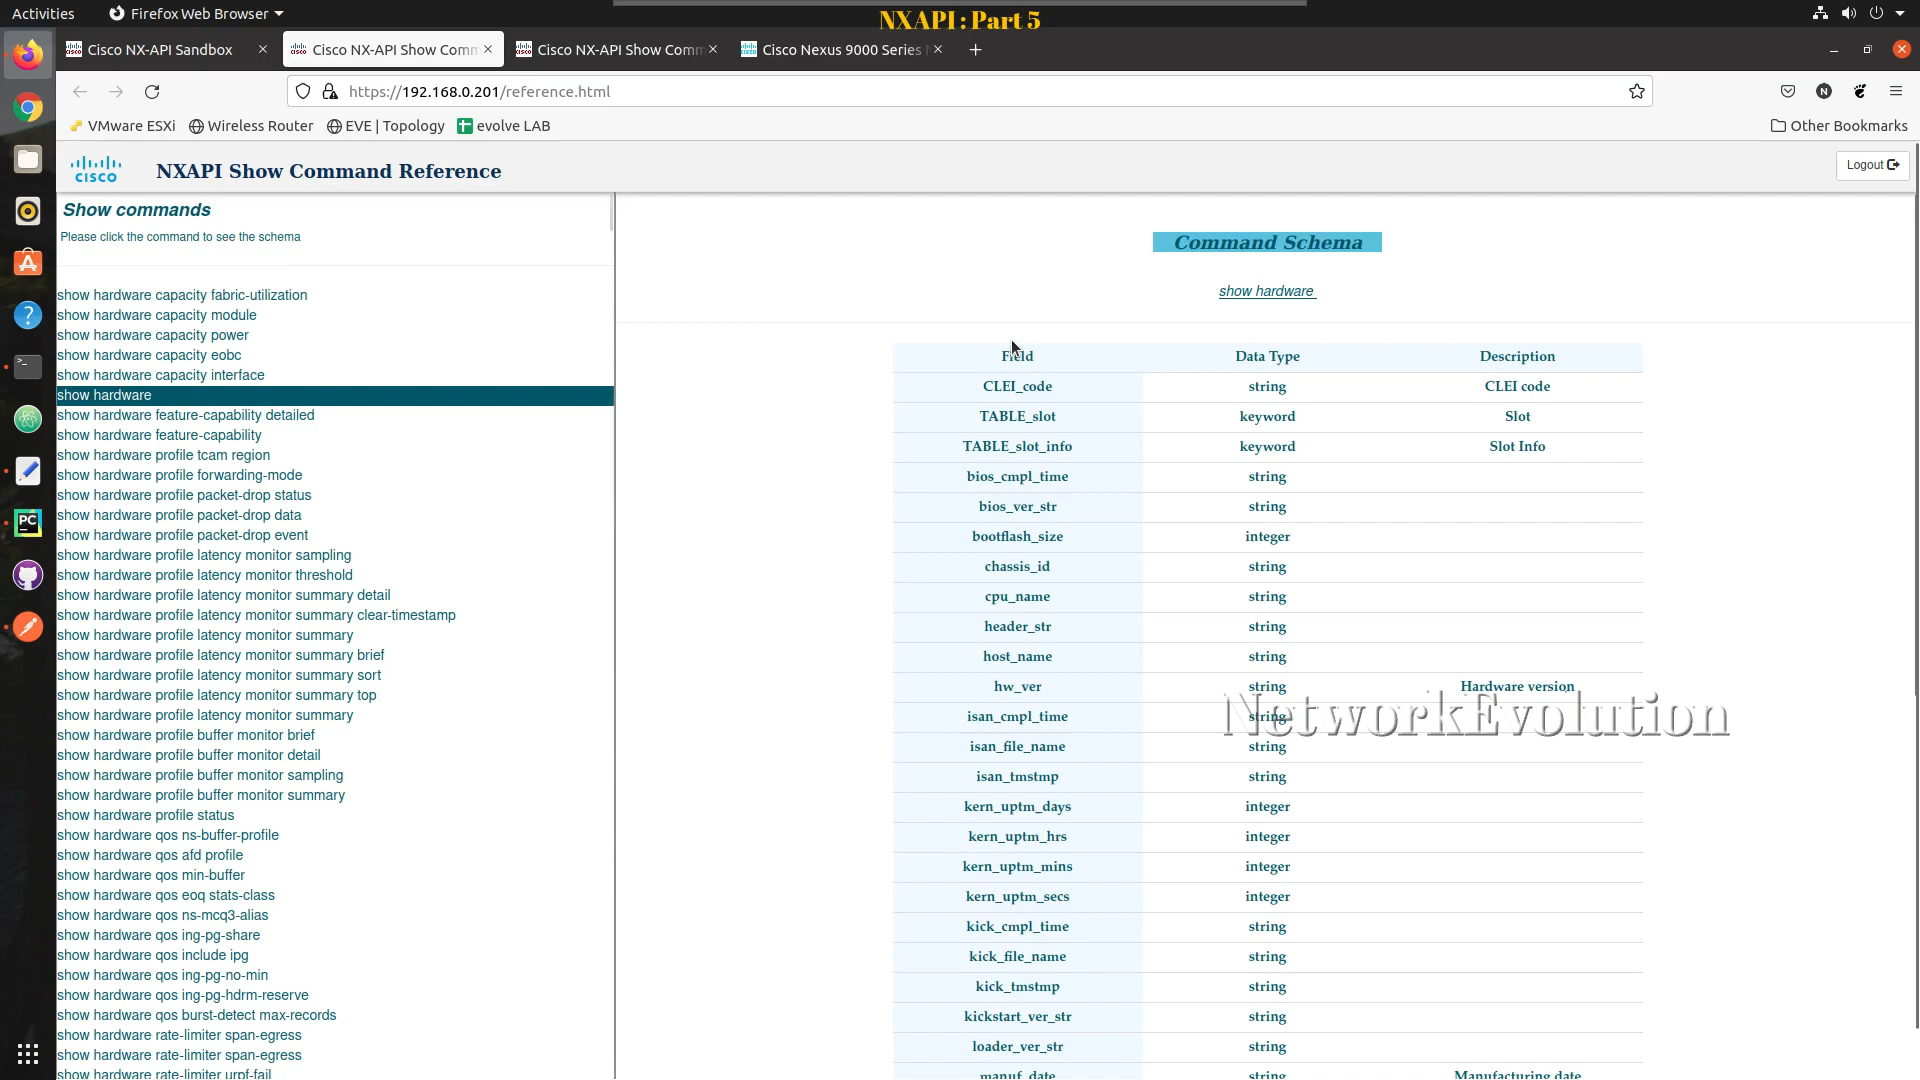 Activities
Firefox Web Browser
NXAPI : Part 5
Cisco NX-API Sandbox
Cisco NX-API Show Comm
Cisco NX-API Show Comm
Cisco Nexus 9000 Series
https://192.168.0.201/reference.html
VMware ESXi
Wireless Router
EVE | Topology
evolve LAB
Other Bookmarks
CISCO
NXAPI Show Command Reference
Logout
Show commands
Please click the command to see the schema
show hardware capacity fabric-utilization
show hardware capacity module
show hardware capacity power
show hardware capacity eobc
show hardware capacity interface
show hardware
show hardware feature-capability detailed
show hardware feature-capability
show hardware profile tcam region
show hardware profile forwarding-mode
show hardware profile packet-drop status
show hardware profile packet-drop data
show hardware profile packet-drop event
show hardware profile latency monitor sampling
show hardware profile latency monitor threshold
show hardware profile latency monitor summary detail
show hardware profile latency monitor summary clear-timestamp
show hardware profile latency monitor summary
show hardware profile latency monitor summary brief
show hardware profile latency monitor summary sort
show hardware profile latency monitor summary top
show hardware profile latency monitor summary
show hardware profile buffer monitor brief
show hardware profile buffer monitor detail
show hardware profile buffer monitor sampling
show hardware profile buffer monitor summary
show hardware profile status
show hardware qos ns-buffer-profile
show hardware qos afd profile
show hardware qos min-buffer
show hardware qos eoq stats-class
show hardware qos ns-mcq3-alias
show hardware qos ing-pg-share
show hardware qos include ipg
show hardware qos ing-pg-no-min
show hardware qos ing-pg-hdrm-reserve
show hardware qos burst-detect max-records
show hardware rate-limiter span-egress
show hardware rate-limiter span-egress
show hardware rate-limiter urpf-fail
Command Schema
show hardware
Field Data Type Description
CLEI_code string CLEI code
TABLE_slot keyword Slot
TABLE_slot_info keyword Slot Info
bios_cmpl_time string
bios_ver_str string
bootflash_size integer
chassis_id string
cpu_name string
header_str string
host_name string
hw_ver string Hardware version
isan_cmpl_time string
NetworkEvolution
isan_file_name string
isan_tmstmp string
kern_uptm_days integer
kern_uptm_hrs integer
kern_uptm_mins integer
kern_uptm_secs integer
kick_cmpl_time string
kick_file_name string
kick_tmstmp string
kickstart_ver_str string
loader_ver_str string
manuf_date string Manufacturing date